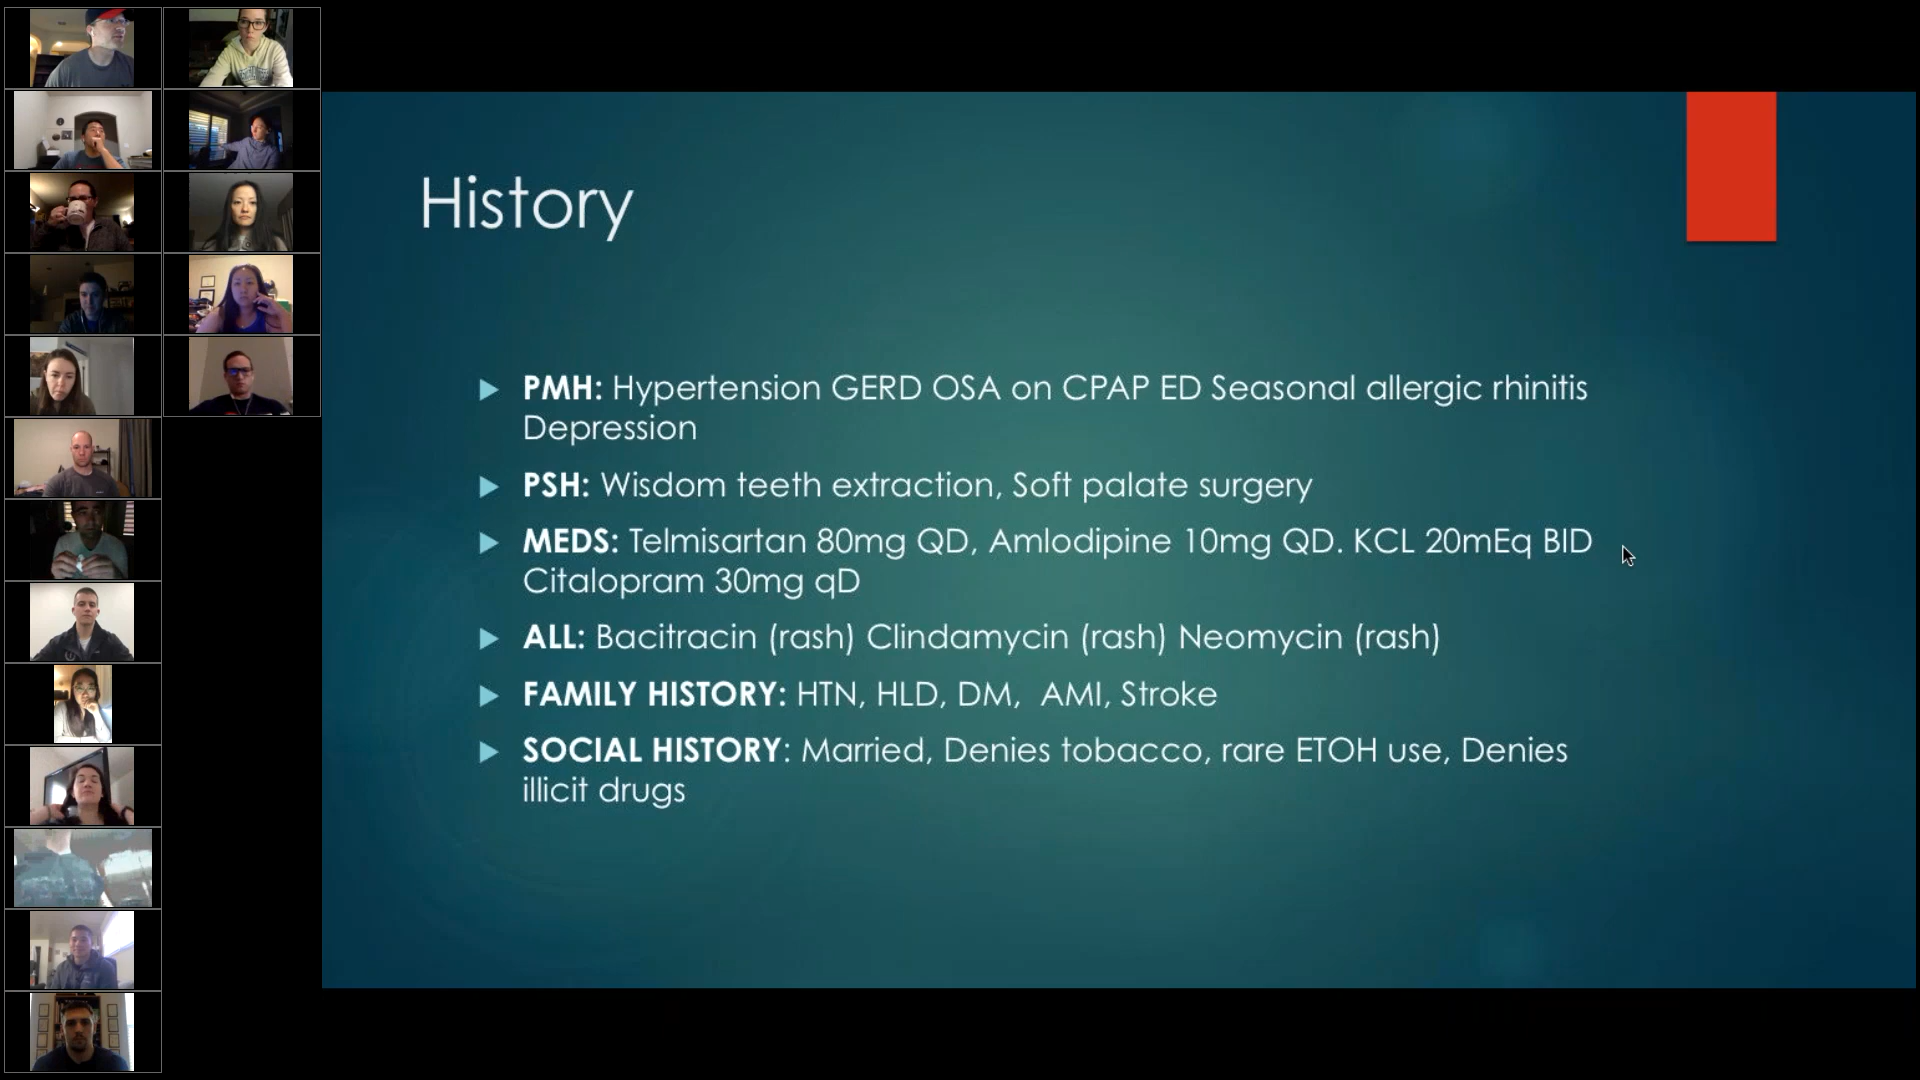 History
PMH: Hypertension GERD OSA on CPAP ED Seasonal allergic rhinitis
Depression
PSH: Wisdom teeth extraction, Soft palate surgery
MEDS: Telmisartan 80mg QD, Amlodipine 10mg QD. KCL 20mEq BID
Citalopram 30mg qD
ALL: Bacitracin (rash) Clindamycin (rash) Neomycin (rash)
FAMILY HISTORY: HTN, HLD, DM,  AMI, Stroke
SOCIAL HISTORY: Married, Denies tobacco, rare ETOH use, Denies
illicit drugs